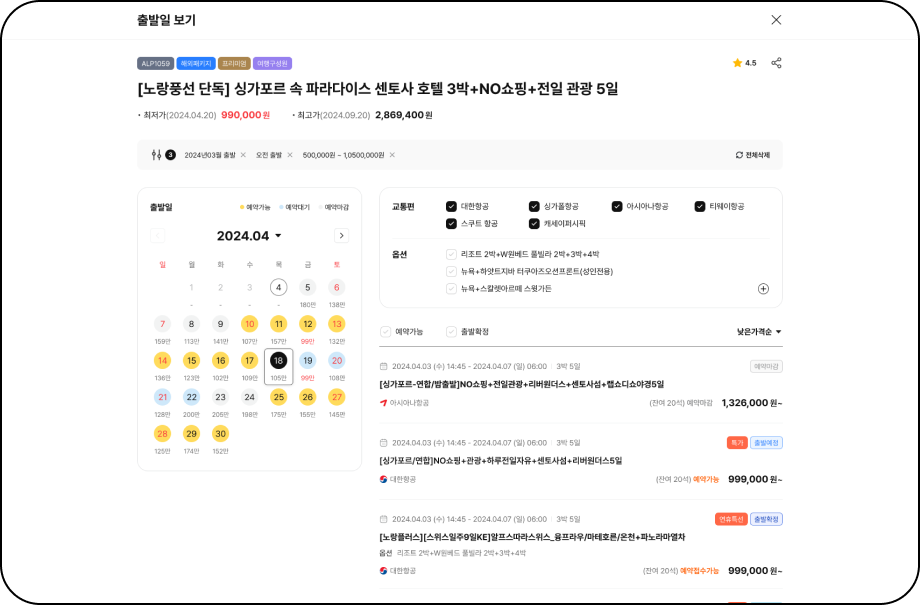 출발일 보기
ALP1059 해외패키지 프리미엄 여행구성원
4.5
[노랑풍선 단독] 싱가포르 속 파라다이스 센토사 호텔 3박+NO쇼핑+전일 관광 5일
• 최저가(2024.04.20) 990,000원 • 최고가(2024.09.20) 2,869,400원
3 2024년03월 출발 오전 출발 500,000원 ~ 1,0500,000원 전체삭제
출발일 예약가능 예약대기 예약마감
2024.04
일 월 화 수 목 금 토
1 2 3 4 5 6
- - - - 180만 138만
7 8 9 10 11 12 13
159만 113만 141만 107만 157만 99만 132만
14 15 16 17 18 19 20
136만 123만 102만 109만 105만 99만 108만
21 22 23 24 25 26 27
128만 200만 205만 198만 175만 155만 145만
28 29 30
125만 174만 152만
교통편 대한항공 싱가폴항공 아시아나항공 티웨이항공
스쿠트 항공 캐세이퍼시픽
옵션 리조트 2박+W원베드 풀빌라 2박+3박+4박
뉴욕+하얏트지바 터쿠아즈오션프론트(성인전용)
뉴욕+스칼렛아르떼 스윗가든
예약가능 출발확정 낮은가격순
2024.04.03 (수) 14:45 - 2024.04.07 (일) 06:00 3박 5일 예약마감
[싱가포르-연합/밤출발]NO쇼핑+전일관광+리버원더스+센토사섬+랩쇼디쇼야경5일
아시아나항공 (잔여 20석) 예약마감 1,326,000 원~
2024.04.03 (수) 14:45 - 2024.04.07 (일) 06:00 3박 5일 특가 출발예정
[싱가포르/연합]NO쇼핑+관광+하루전일자유+센토사섬+리버원더스5일
대한항공 (잔여 20석) 예약가능 999,000 원~
2024.04.03 (수) 14:45 - 2024.04.07 (일) 06:00 3박 5일 연휴특선 출발확정
[노랑플러스][스위스일주9일KE]알프스따라스위스_융프라우/마테호른/온천+파노라마열차
옵션 리조트 2박+W원베드 풀빌라 2박+3박+4박
대한항공 (잔여 20석) 예약접수가능 999,000 원~